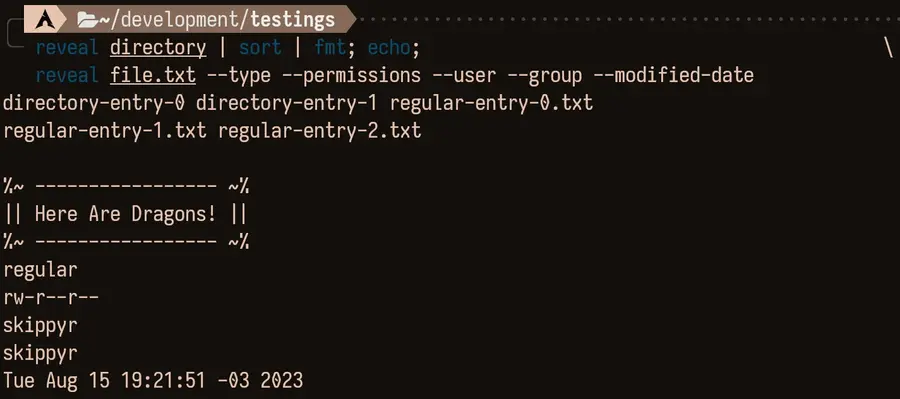 ~/development/testings
reveal directory | sort | fmt; echo; \
reveal file.txt --type --permissions --user --group --modified-date
directory-entry-0 directory-entry-1 regular-entry-0.txt
regular-entry-1.txt regular-entry-2.txt
%~ ----------------- ~%
|| Here Are Dragons! ||
%~ ----------------- ~%
regular
rw-r--r--
skippyr
skippyr
Tue Aug 15 19:21:51 -03 2023